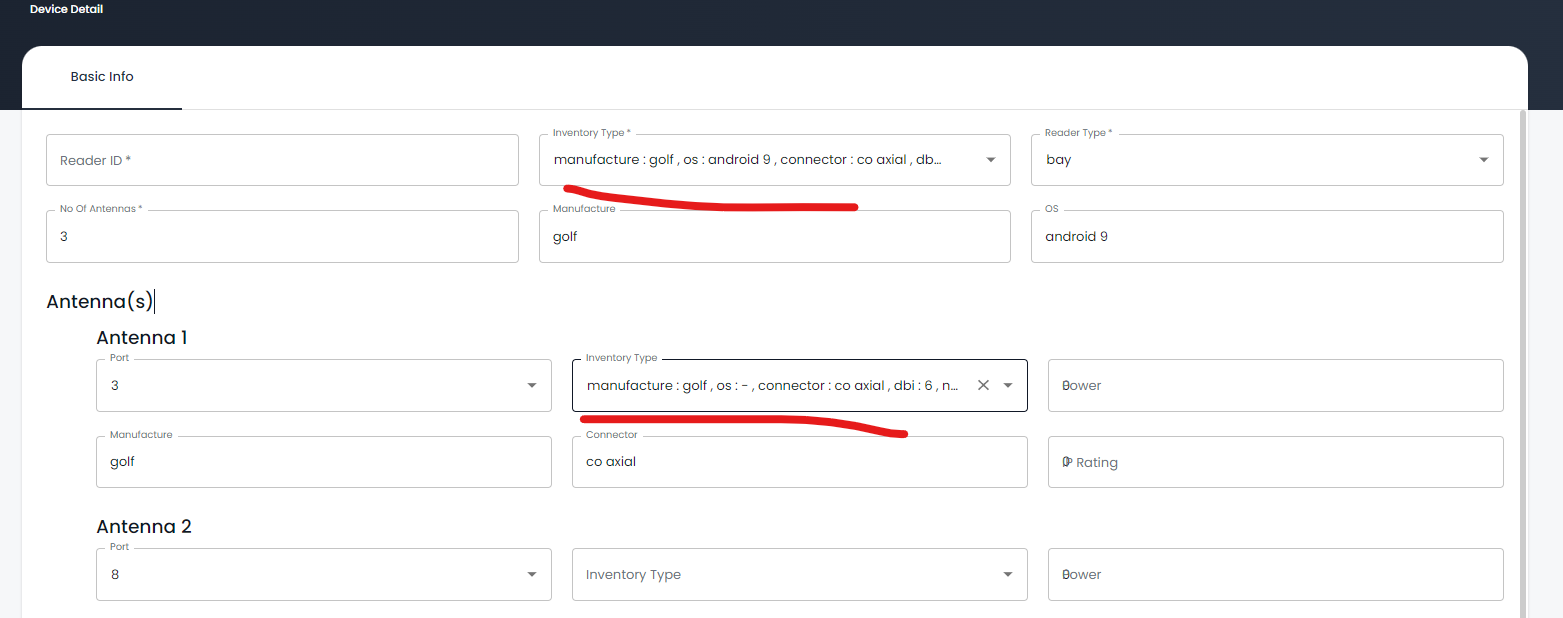 Device Detail
Basic Info
Reader ID *
Inventory Type *
manufacture : golf , os : android 9 , connector : co axial , db...
Reader Type *
bay
No Of Antennas *
3
Manufacture
golf
OS
android 9
Antenna(s)
Antenna 1
Port
3
Inventory Type
manufacture : golf , os : - , connector : co axial , dbi : 6 , n...
Power
Manufacture
golf
Connector
co axial
IP Rating
Antenna 2
Port
8
Inventory Type
Power